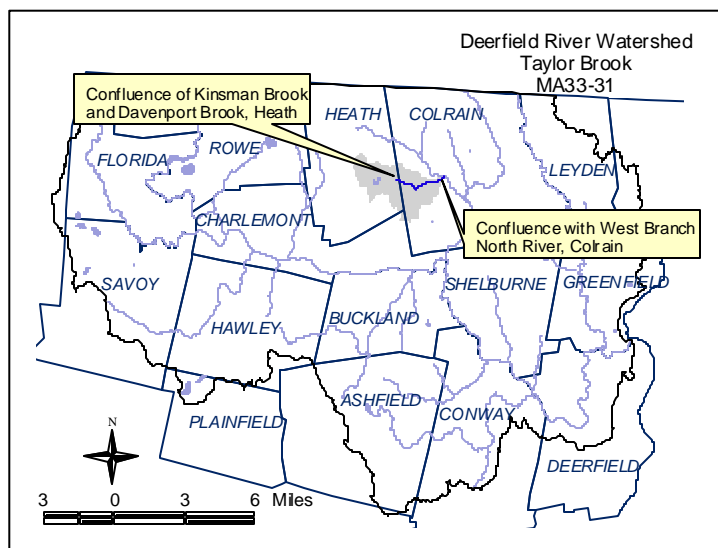 Deerfield River Watershed
Taylor Brook
MA33-31
Confluence of Kinsman Brook
and Davenport Brook, Heath
HEATH
COLRAIN
ROWE
FLORIDA
LEYDEN
CHARLEMONT
Confluence with West Branch
North River, Colrain
SAVOY
SHELBURNE
GREENFIELD
HAWLEY
BUCKLAND
ASHFIELD
CONWAY
PLAINFIELD
DEERFIELD
N
3 0 3 6 Miles